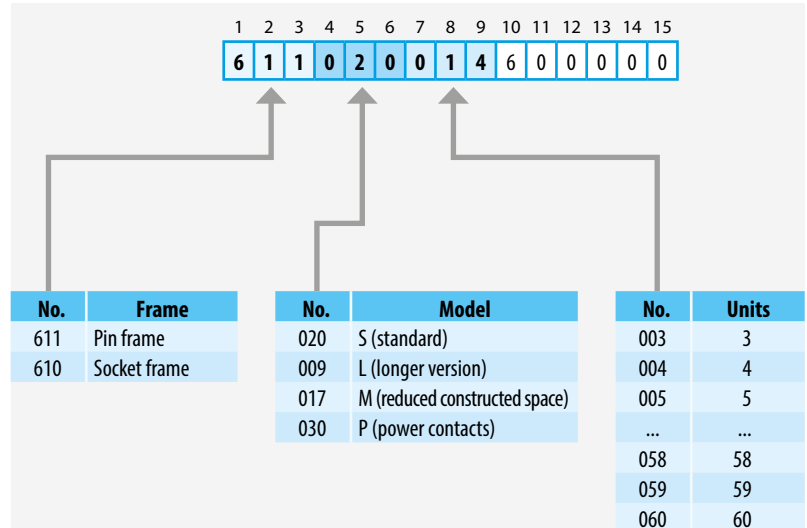 1 2 3 4 5 6 7 8 9 10 11 12 13 14 15
6 1 1 0 2 0 0 1 4 6 0 0 0 0 0
No. Frame
611 Pin frame
610 Socket frame
No. Model
020 S (standard)
009 L (longer version)
017 M (reduced constructed space)
030 P (power contacts)
No. Units
003 3
004 4
005 5
... ...
058 58
059 59
060 60